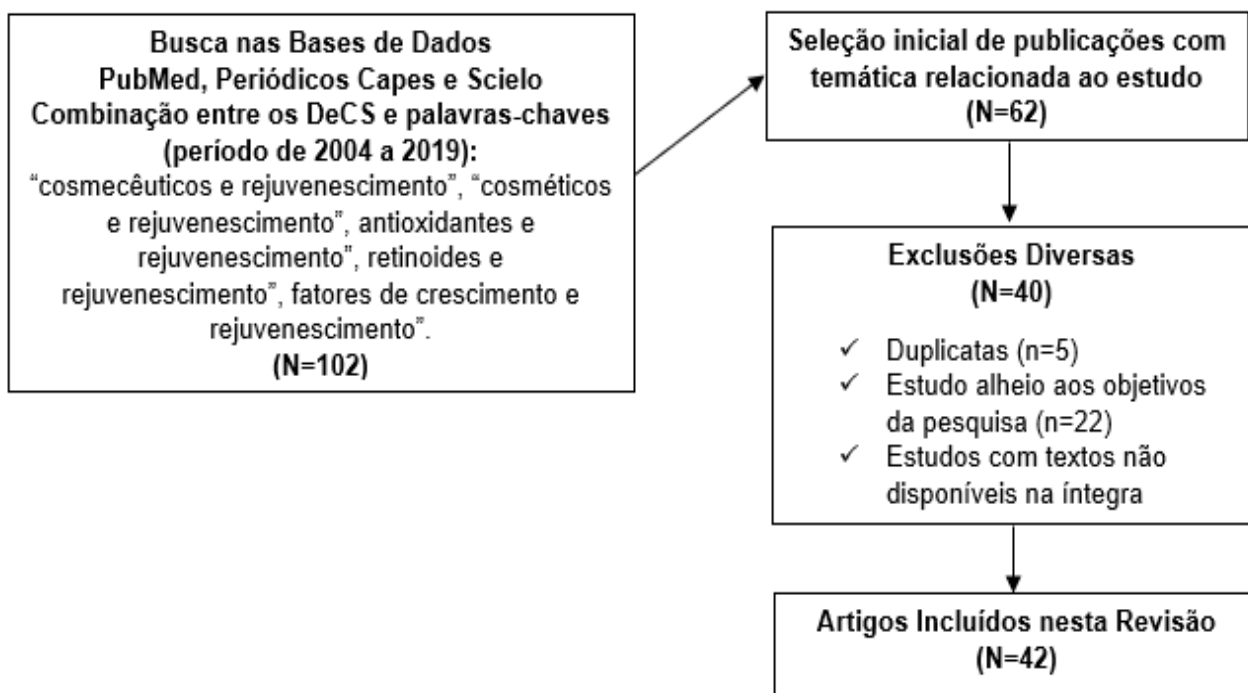 Busca nas Bases de Dados
PubMed, Periódicos Capes e Scielo
Combinação entre os DeCS e palavras-chaves
(período de 2004 a 2019):
“cosmecêuticos e rejuvenescimento”, “cosméticos
e rejuvenescimento”, antioxidantes e
rejuvenescimento”, retinoides e
rejuvenescimento”, fatores de crescimento e
rejuvenescimento”.
(N=102)
Seleção inicial de publicações com
temática relacionada ao estudo
(N=62)
Exclusões Diversas
(N=40)
✓ Duplicatas (n=5)
✓ Estudo alheio aos objetivos
da pesquisa (n=22)
✓ Estudos com textos não
disponíveis na íntegra
Artigos Incluídos nesta Revisão
(N=42)